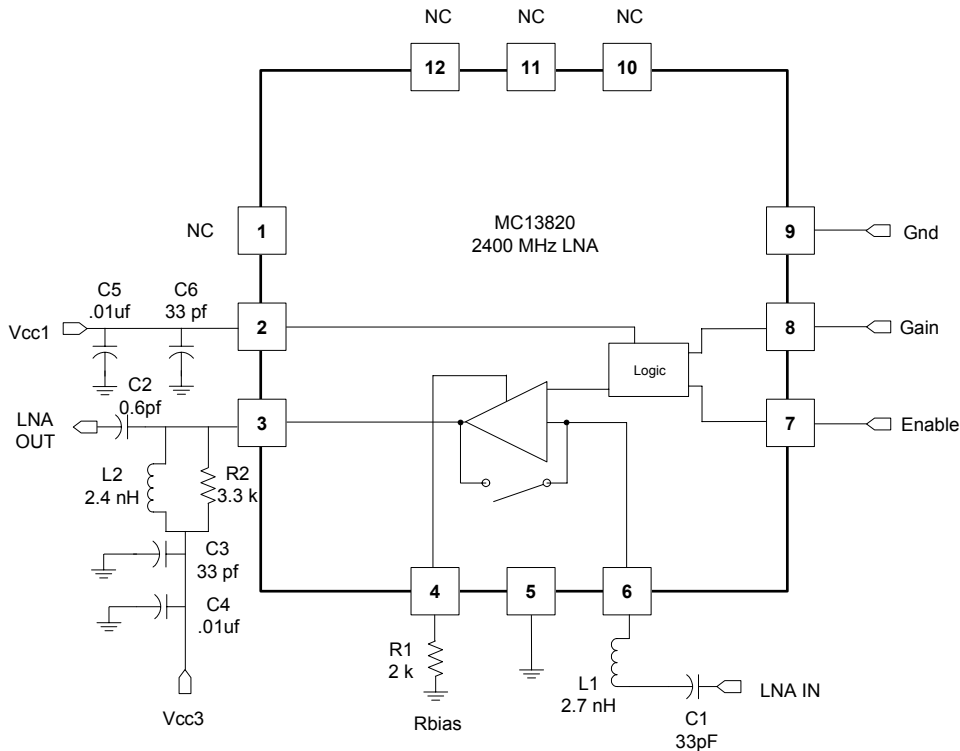 NC
NC
NC
12
11
10
NC
1
MC13820
2400 MHz LNA
9
Gnd
C5
.01uf
C6
33 pf
Vcc1
2
8
Gain
Logic
C2
0.6pf
LNA
OUT
3
7
Enable
L2
2.4 nH
R2
3.3 k
C3
33 pf
4
5
6
C4
.01uf
R1
2 k
L1
2.7 nH
LNA IN
C1
33pF
Vcc3
Rbias